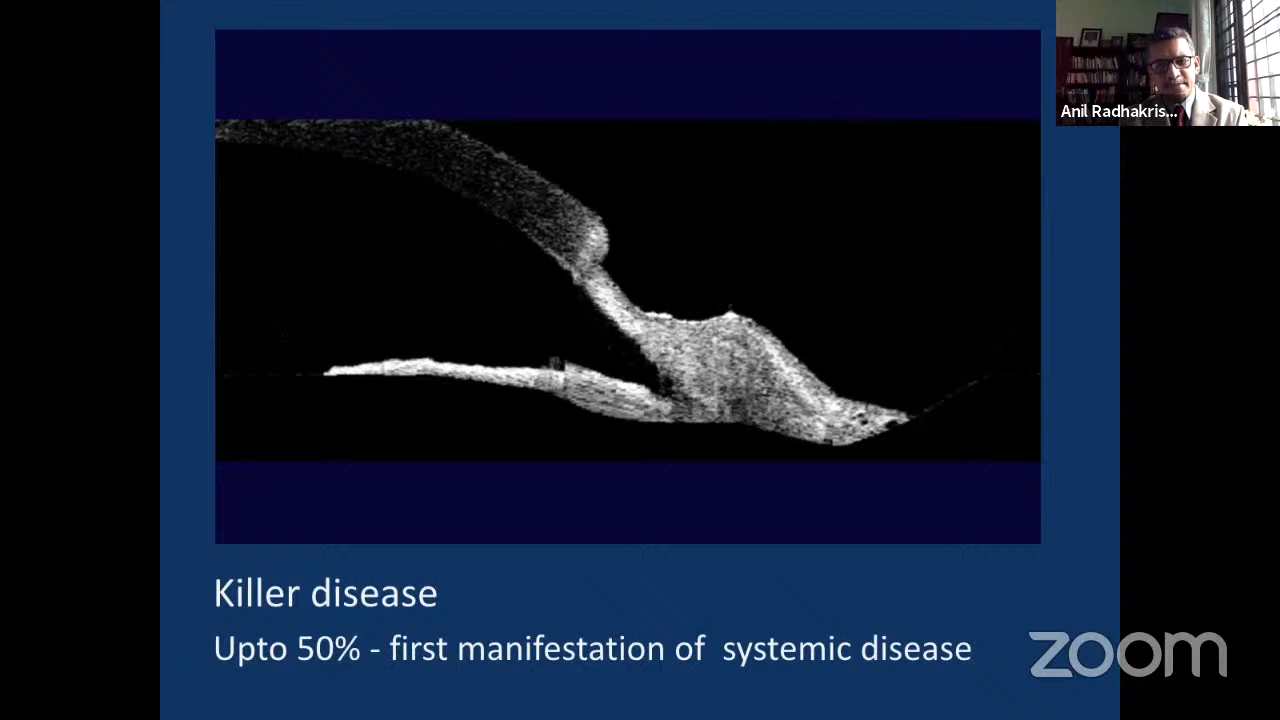 Anil Radhakris...
Killer disease
Upto 50% - first manifestation of  systemic disease
zoom